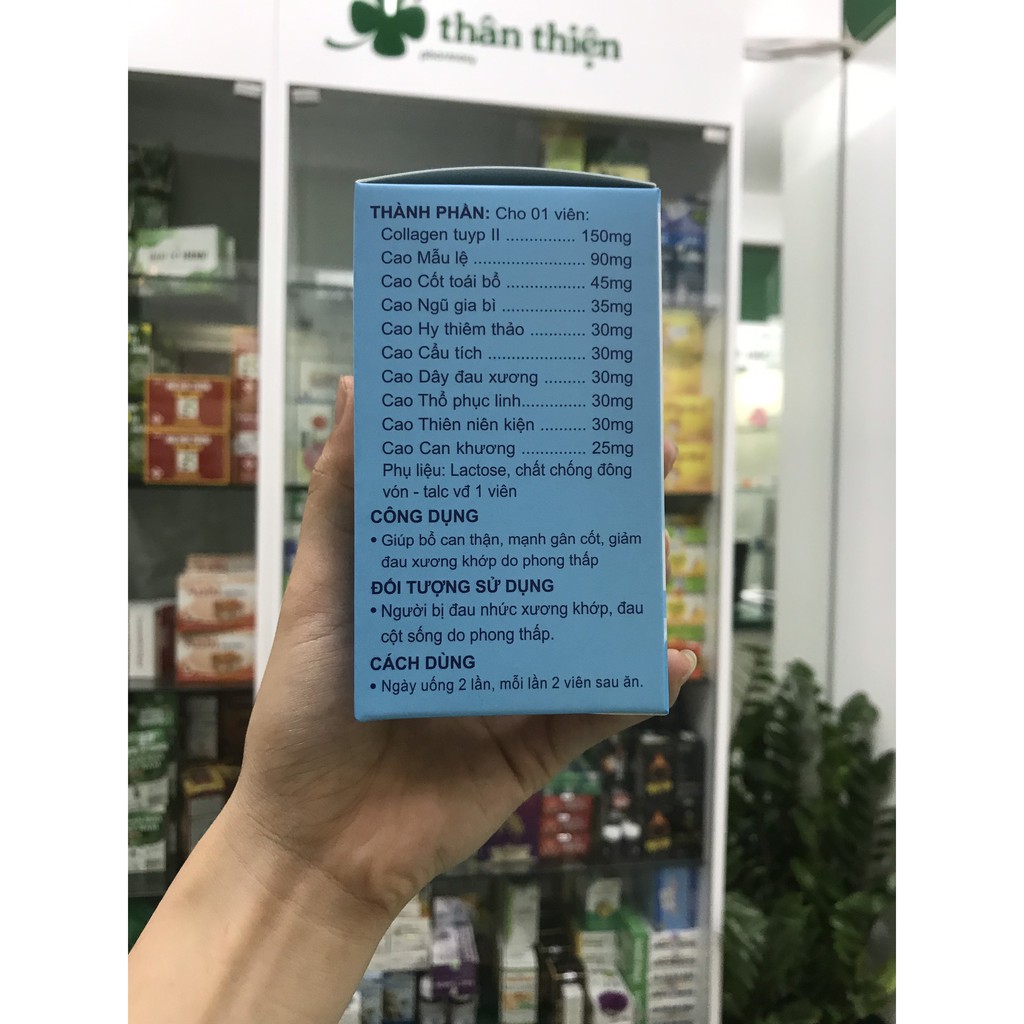 thân thiện
pharmacy
THÀNH PHẦN: Cho 01 viên:
Collagen tuyp II ............... 150mg
Cao Mẫu lệ ........................ 90mg
Cao Cốt toái bổ ................. 45mg
Cao Ngũ gia bì .................. 35mg
Cao Hy thiêm thảo ............ 30mg
Cao Cẩu tích ..................... 30mg
Cao Dây đau xương ......... 30mg
Cao Thổ phục linh.............. 30mg
Cao Thiên niên kiện .......... 30mg
Cao Can khương .............. 25mg
Phụ liệu: Lactose, chất chống đông
vón - talc vđ 1 viên
CÔNG DỤNG
• Giúp bổ can thận, mạnh gân cốt, giảm
đau xương khớp do phong thấp
ĐỐI TƯỢNG SỬ DỤNG
• Người bị đau nhức xương khớp, đau
cột sống do phong thấp.
CÁCH DÙNG
• Ngày uống 2 lần, mỗi lần 2 viên sau ăn.